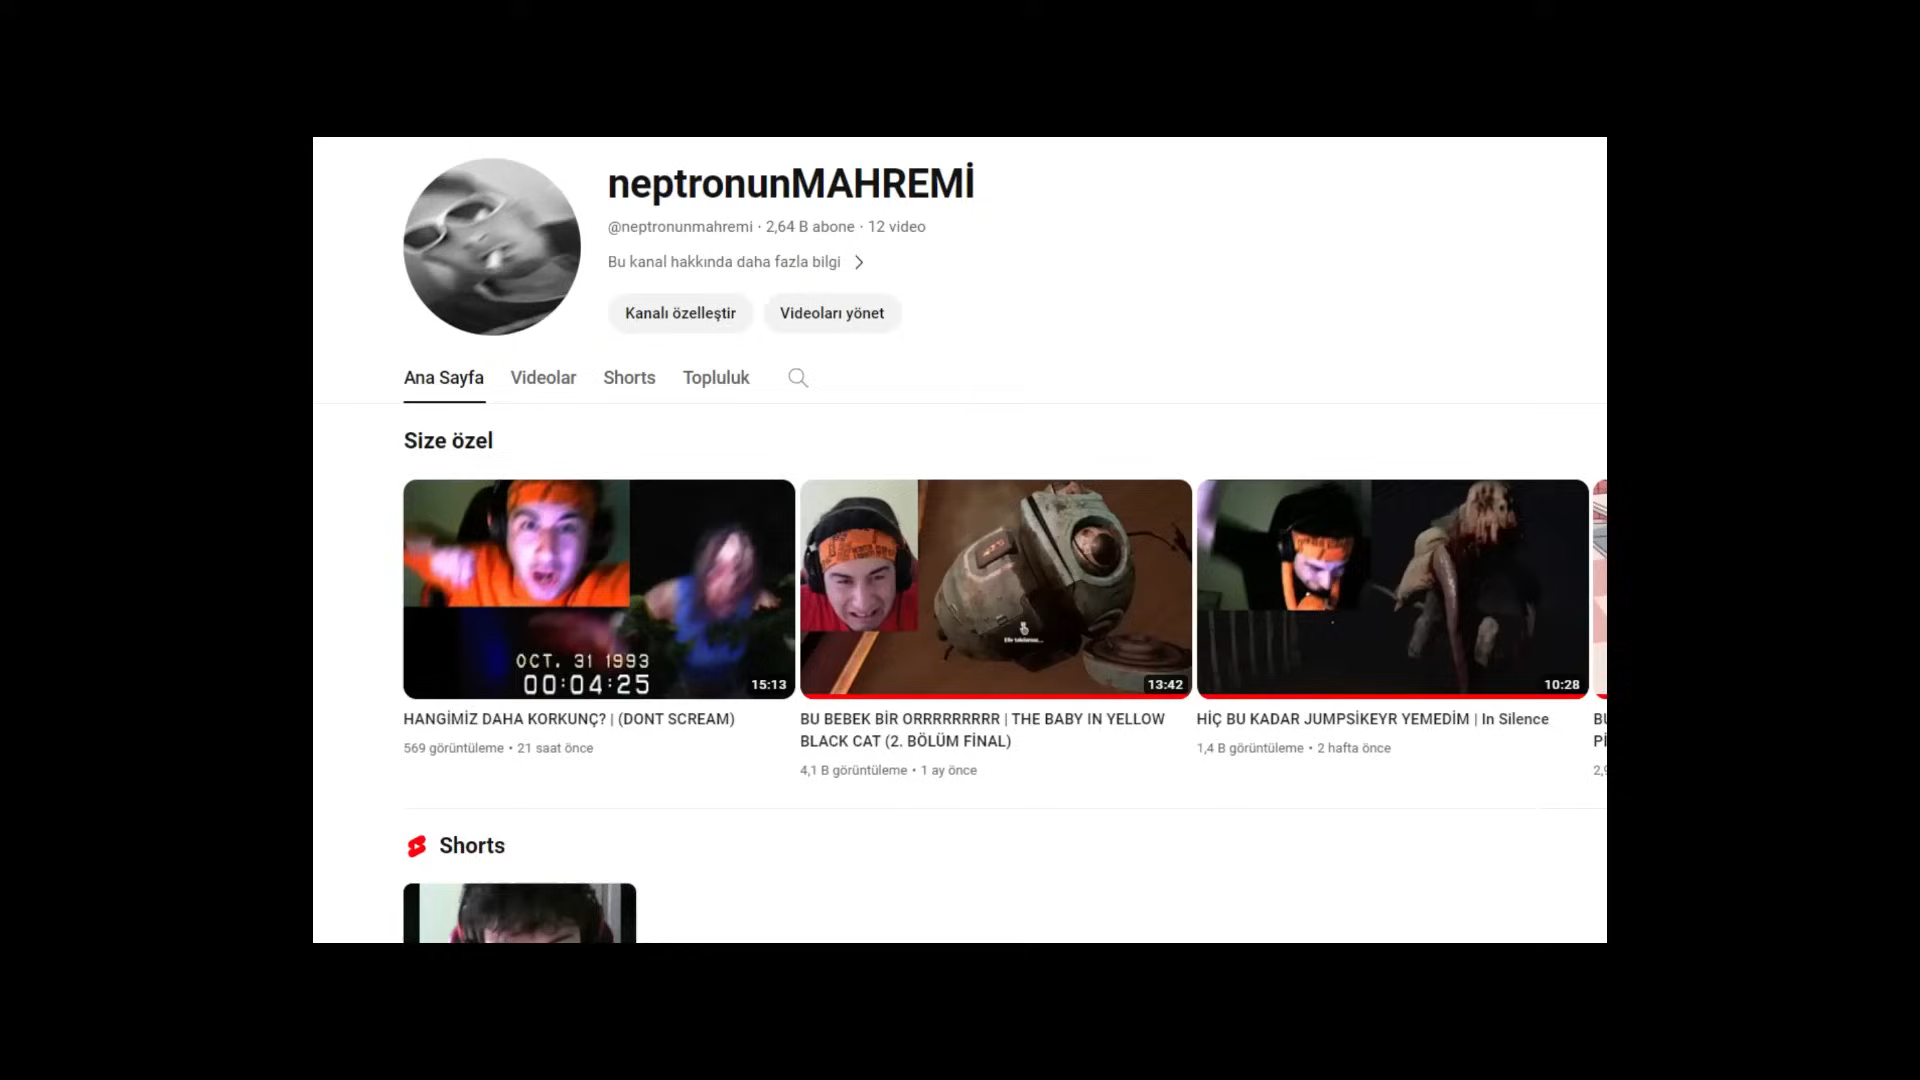 neptronunMAHREMİ
@neptronunmahremi · 2,64 B abone · 12 video
Bu kanal hakkında daha fazla bilgi
Kanalı özelleştir
Videoları yönet
Ana Sayfa
Videolar
Shorts
Topluluk
Size özel
OCT. 31 1993
00:04:25
15:13
13:42
10:28
HANGİMİZ DAHA KORKUNÇ? | (DONT SCREAM)
569 görüntüleme • 21 saat önce
BU BEBEK BİR ORRRRRRRRR | THE BABY IN YELLOW
BLACK CAT (2. BÖLÜM FİNAL)
4,1 B görüntüleme • 1 ay önce
HİÇ BU KADAR JUMPSİKEYR YEMEDİM | In Silence
1,4 B görüntüleme • 2 hafta önce
Shorts